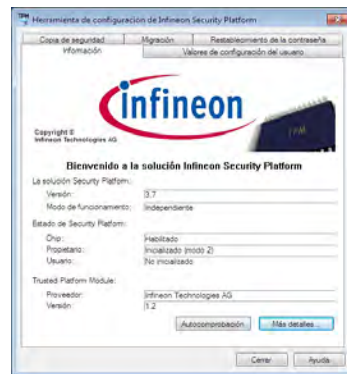 Herramienta de configuración de Infineon Security Platform
Copia de seguridad
Migración
Restablecimiento de la contraseña
Información
Valores de configuración del usuario
infineon
TPM
Copyright ©
Infineon Technologies AG
Bienvenido a la solución Infineon Security Platform
La solución Security Platform:
Versión: 3.7
Modo de funcionamiento: Independiente
Estado de Security Platform:
Chip: Habilitado
Propietario: Inicializado (modo 2)
Usuario: No inicializado
Trusted Platform Module:
Proveedor: Infineon Technologies AG
Versión: 1.2
Autocomprobación
Más detalles...
Cerrar
Ayuda